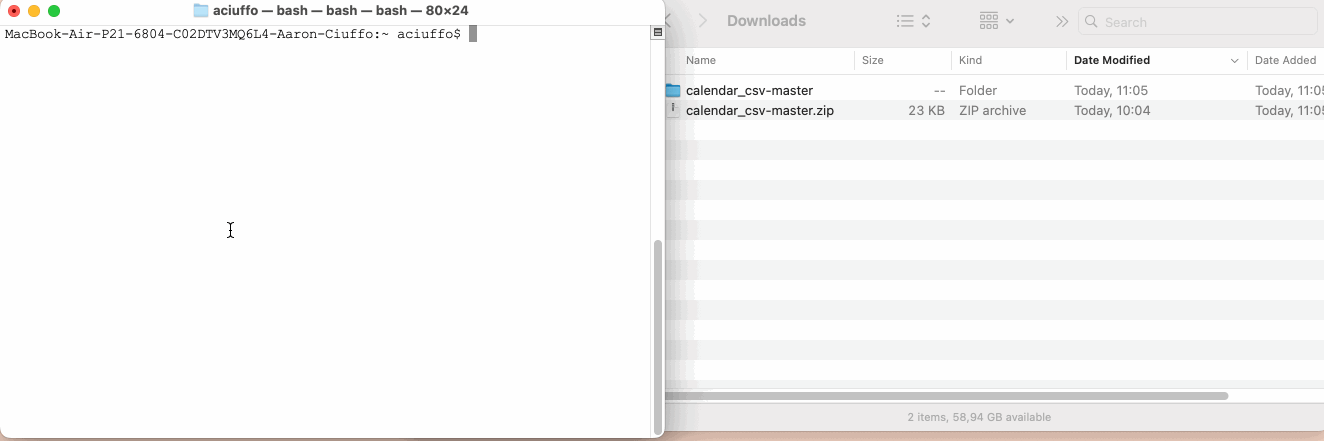 aciuffo — bash — bash — bash — 80×24
MacBook-Air-P21-6804-C02DTV3MQ6L4-Aaron-Ciuffo:~ aciuffo$
Downloads
Search
Name Size Kind Date Modified Date Added
calendar_csv-master -- Folder Today, 11:05 Today, 11:05
calendar_csv-master.zip 23 KB ZIP archive Today, 10:04 Today, 11:05
2 items, 58,94 GB available